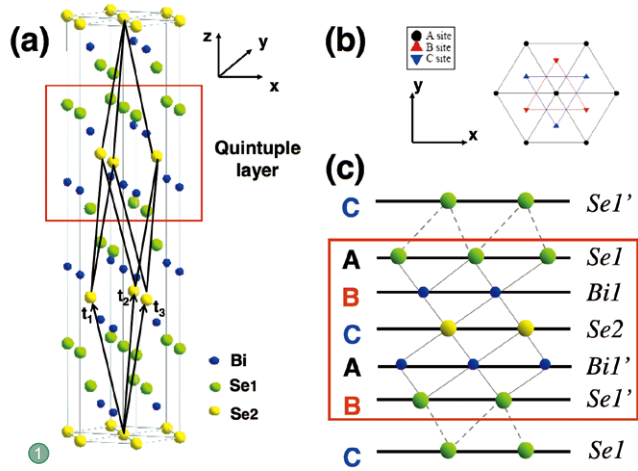 (a)
z
y
x
Quintuple
layer
t1
t2
t3
Bi
Se1
Se2
1
(b)
A site
B site
C site
y
x
(c)
C Se1’
A Se1
B Bi1
C Se2
A Bi1’
B Se1’
C Se1